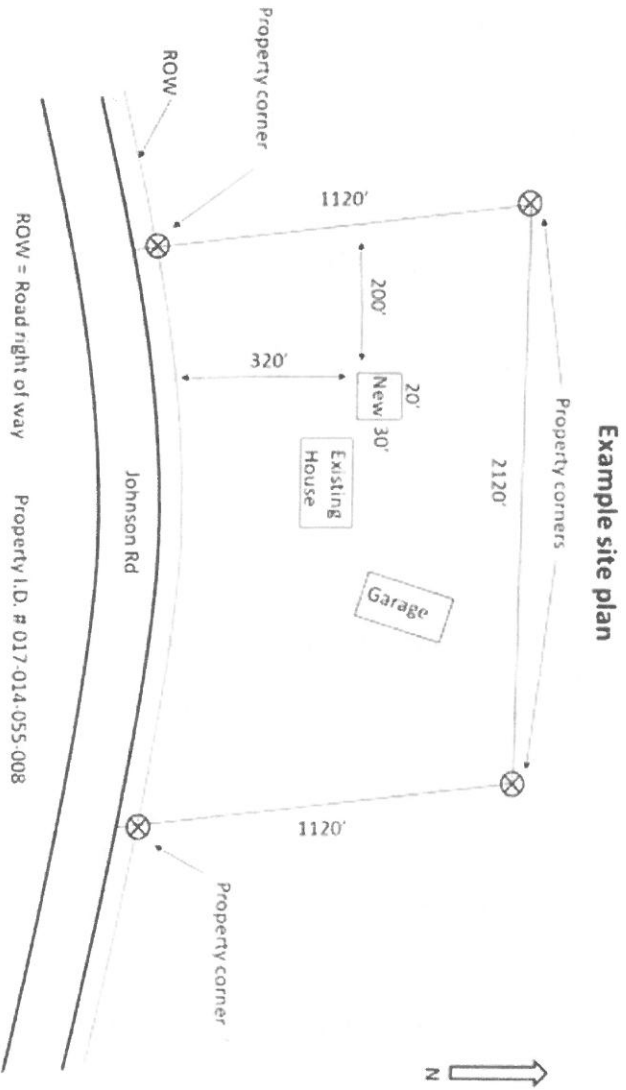 Example site plan
Property corners
2120'
1120'
1120'
200'
20'
New
30'
320'
Existing
House
Garage
Property corner
ROW
Property corner
Johnson Rd
ROW = Road right of way
Property I.D. # 017-014-055-008
N